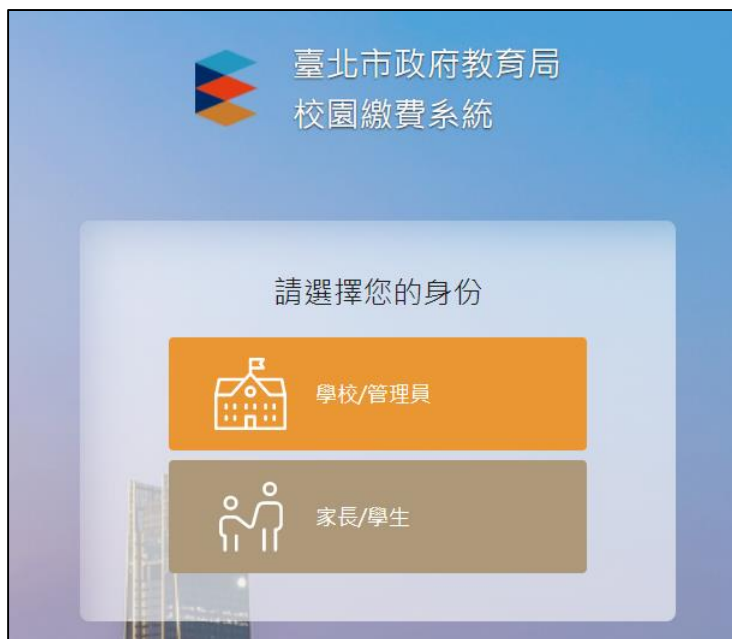 臺北市政府教育局
校園繳費系統
請選擇您的身份
學校/管理員
家長/學生